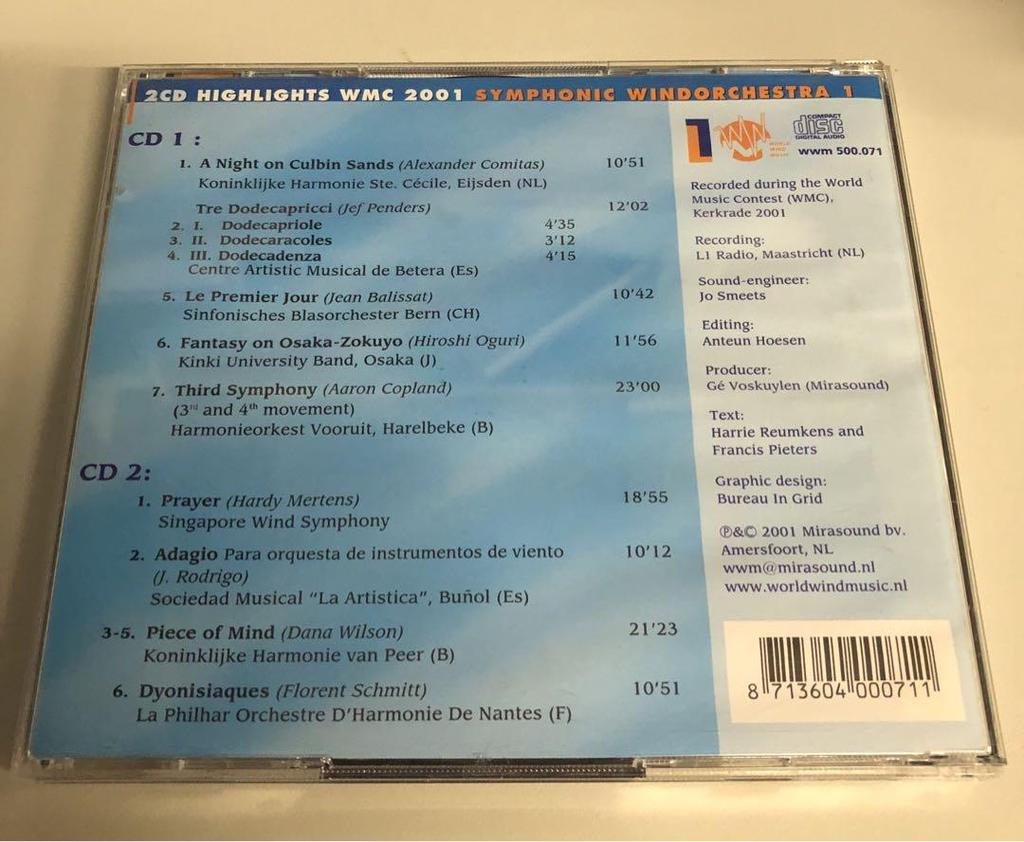 2CD HIGHLIGHTS WMC 2001 SYMPHONIC WINDORCHESTRA 1
CD 1 :
1. A Night on Culbin Sands (Alexander Comitas) 10'51
Koninklijke Harmonie Ste. Cécile, Eijsden (NL)
Tre Dodecapricci (Jef Penders) 12'02
2. I. Dodecapriole 4'35
3. II. Dodecaracoles 3'12
4. III. Dodecadenza 4'15
Centre Artistic Musical de Betera (Es)
5. Le Premier Jour (Jean Balissat) 10'42
Sinfonisches Blasorchester Bern (CH)
6. Fantasy on Osaka-Zokuyo (Hiroshi Oguri) 11'56
Kinki University Band, Osaka (J)
7. Third Symphony (Aaron Copland) 23'00
(3rd and 4th movement)
Harmonieorkest Vooruit, Harelbeke (B)
CD 2:
1. Prayer (Hardy Mertens) 18'55
Singapore Wind Symphony
2. Adagio Para orquesta de instrumentos de viento 10'12
(J. Rodrigo)
Sociedad Musical "La Artistica", Buñol (Es)
3-5. Piece of Mind (Dana Wilson) 21'23
Koninklijke Harmonie van Peer (B)
6. Dyonisiaques (Florent Schmitt) 10'51
La Philhar Orchestre D'Harmonie De Nantes (F)
1
WORLD
WIND
MUSIC
COMPACT
disc
DIGITAL AUDIO
wwm 500.071
Recorded during the World
Music Contest (WMC),
Kerkrade 2001
Recording:
L1 Radio, Maastricht (NL)
Sound-engineer:
Jo Smeets
Editing:
Anteun Hoesen
Producer:
Gé Voskuylen (Mirasound)
Text:
Harrie Reumkens and
Francis Pieters
Graphic design:
Bureau In Grid
℗&© 2001 Mirasound bv.
Amersfoort, NL
wwm@mirasound.nl
www.worldwindmusic.nl
8 713604 000711